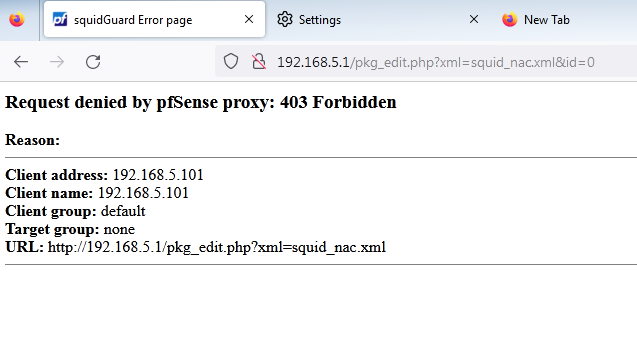 squidGuard Error page
Settings
New Tab
192.168.5.1/pkg_edit.php?xml=squid_nac.xml&id=0
Request denied by pfSense proxy: 403 Forbidden
Reason:
Client address: 192.168.5.101
Client name: 192.168.5.101
Client group: default
Target group: none
URL: http://192.168.5.1/pkg_edit.php?xml=squid_nac.xml